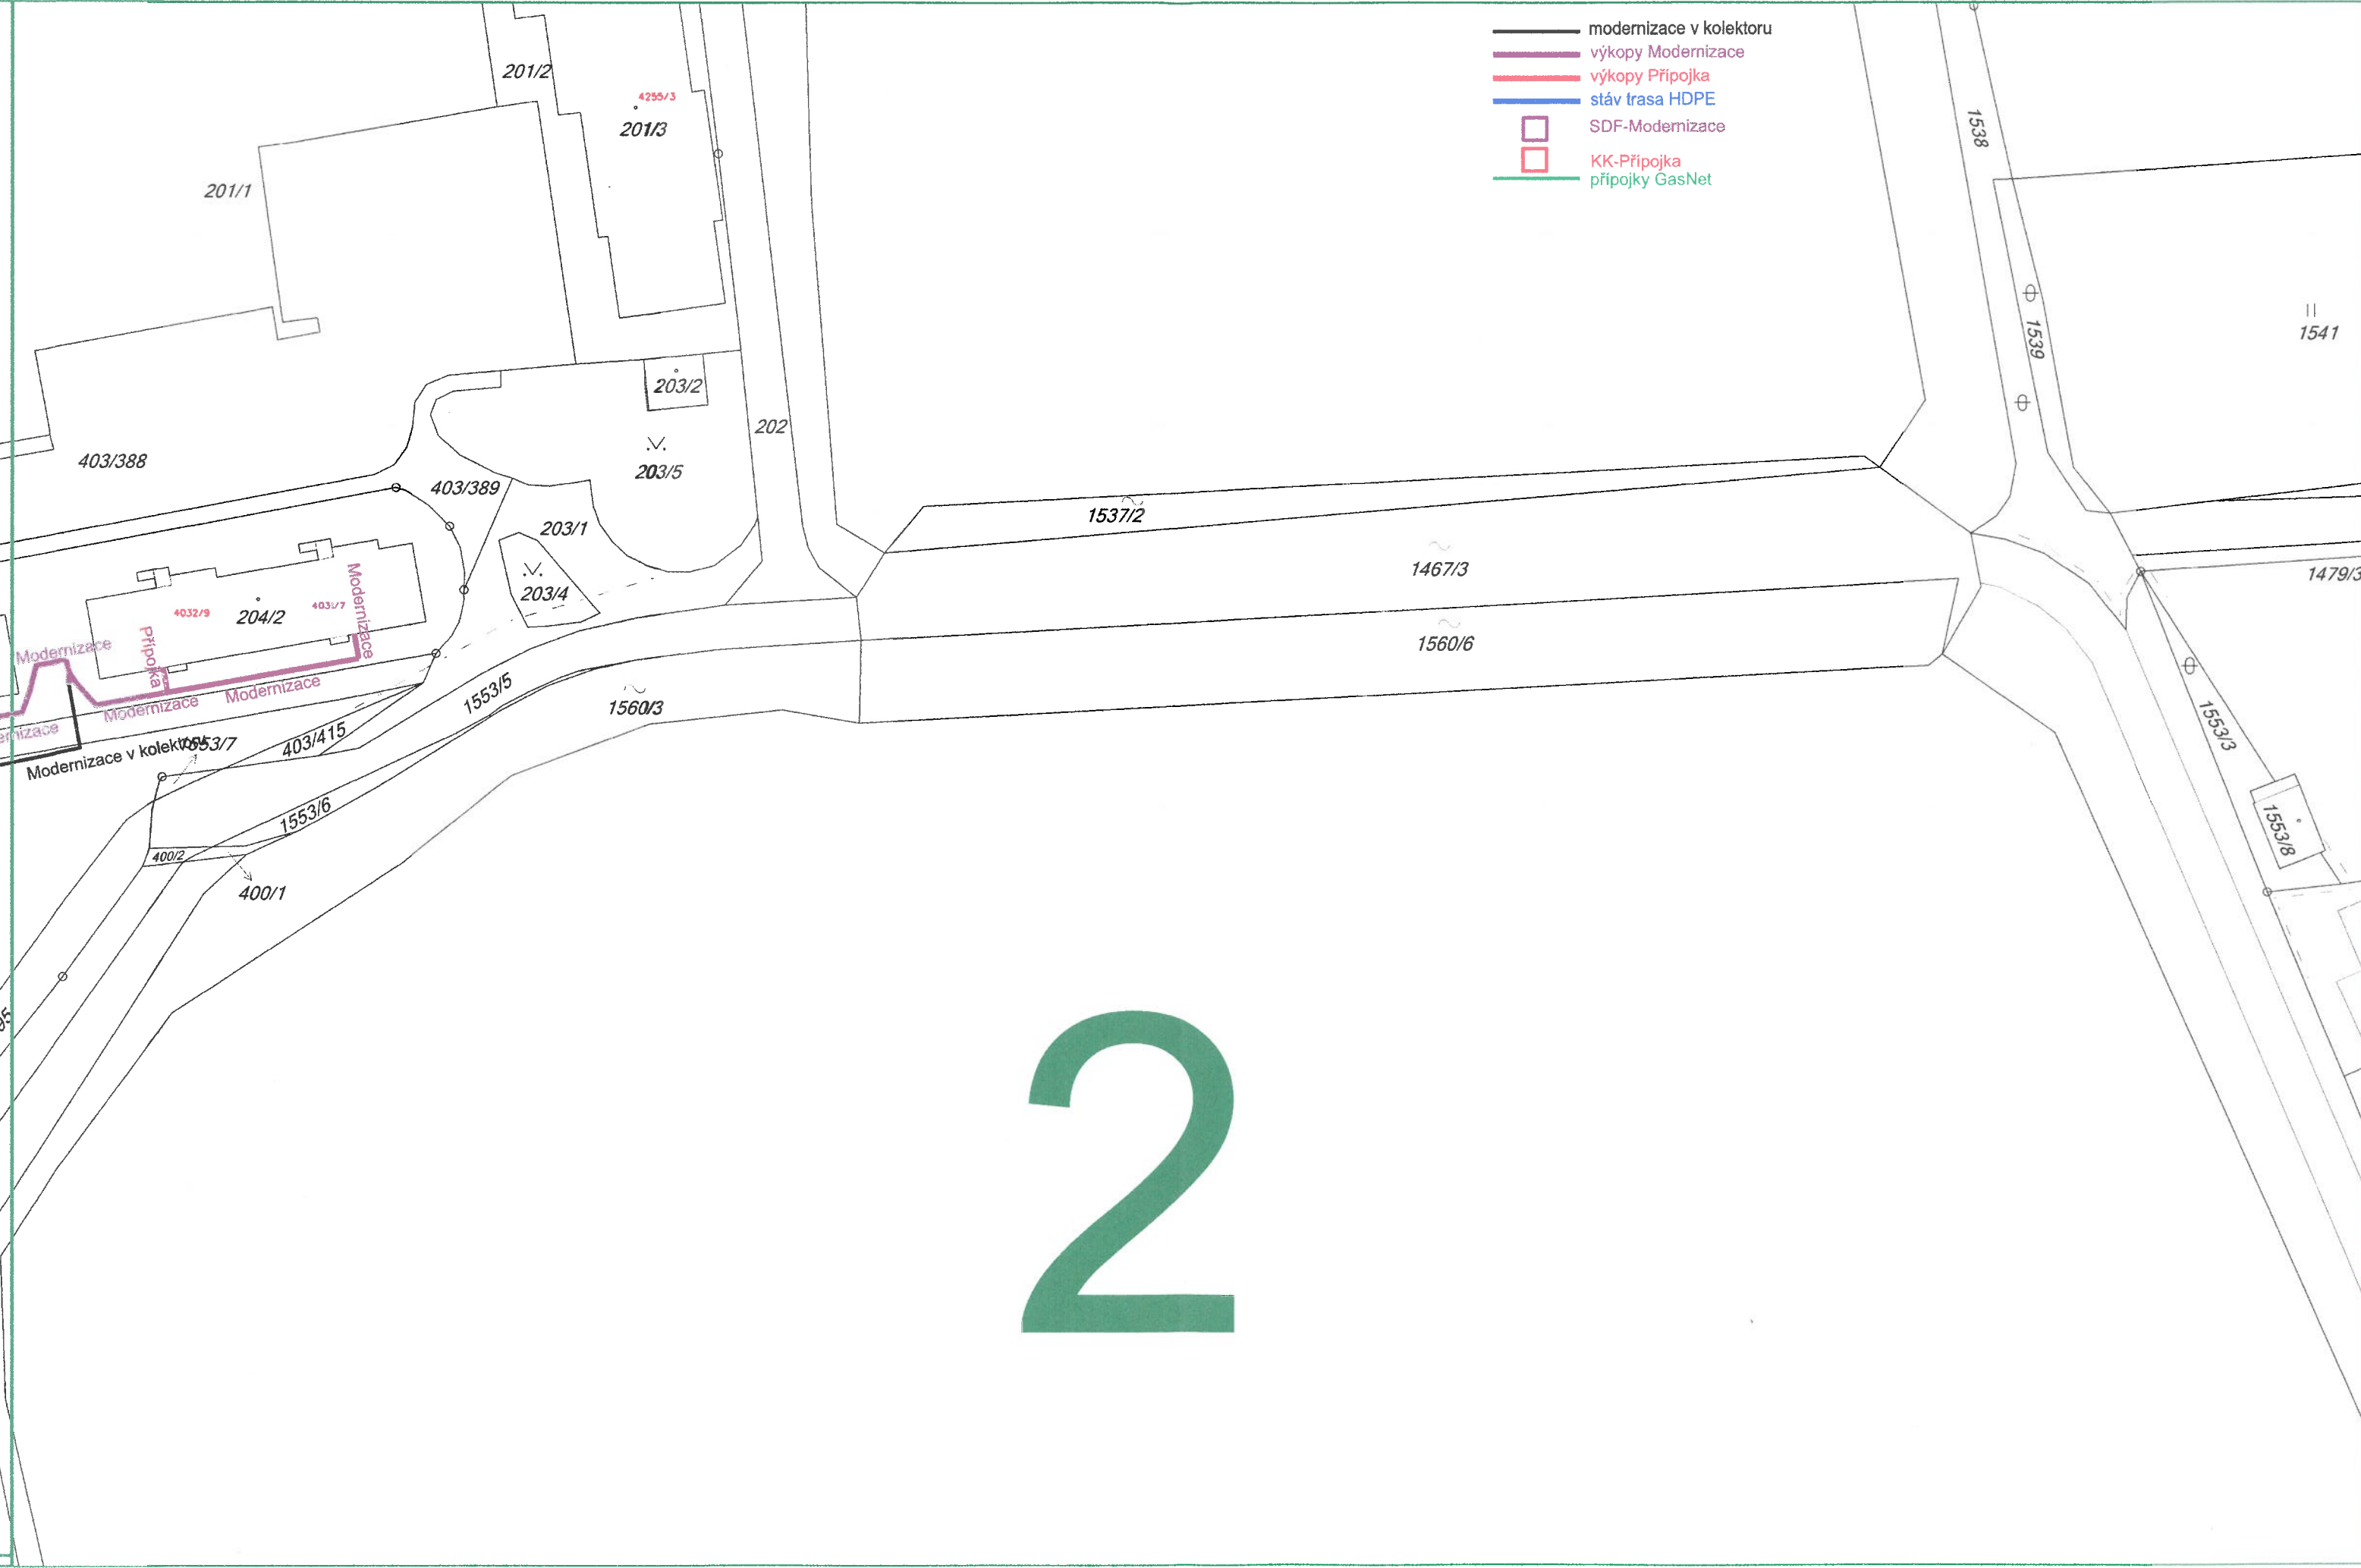 modernizace v kolektoru
výkopy Modernizace
výkopy Přípojka
stáv trasa HDPE
SDF-Modernizace
KK-Přípojka
přípojky GasNet
201/2
4255/3
201/3
201/1
1538
1539
1541
203/2
202
403/388
203/5
403/389
203/1
1537/2
1467/3
1479/3
203/4
Modernizace
4032/9
204/2
4031/7
Přípojka
Modernizace
1560/6
Modernizace
Modernizace
1553/5
1560/3
1553/3
403/415
Modernizace v kolektoru
1553/7
1553/6
1553/8
400/2
400/1
2